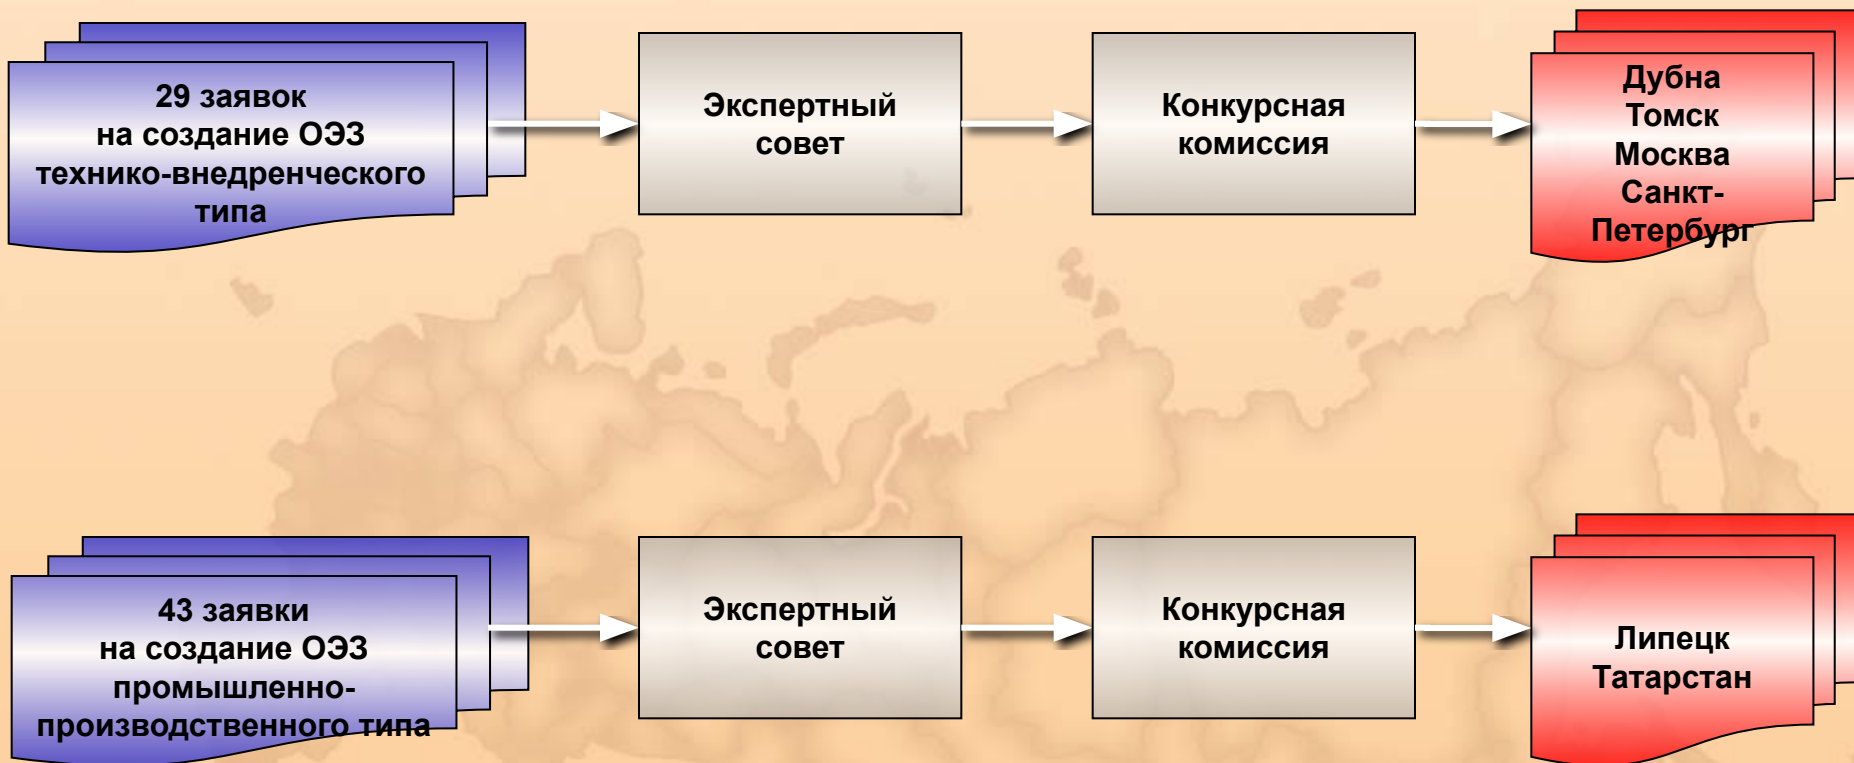 29 заявок
на создание ОЭЗ
технико-внедренческого
типа
Экспертный
совет
Конкурсная
комиссия
Дубна
Томск
Москва
Санкт-
Петербург
43 заявки
на создание ОЭЗ
промышленно-
производственного типа
Экспертный
совет
Конкурсная
комиссия
Липецк
Татарстан